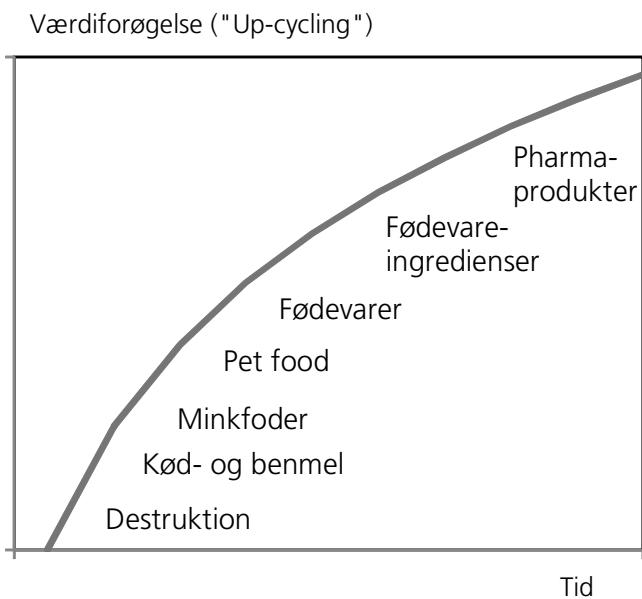 Værdiforøgelse ("Up-cycling")
Pharma-
produkter
Fødevare-
ingredienser
Fødevarer
Pet food
Minkfoder
Kød- og benmel
Destruktion
Tid